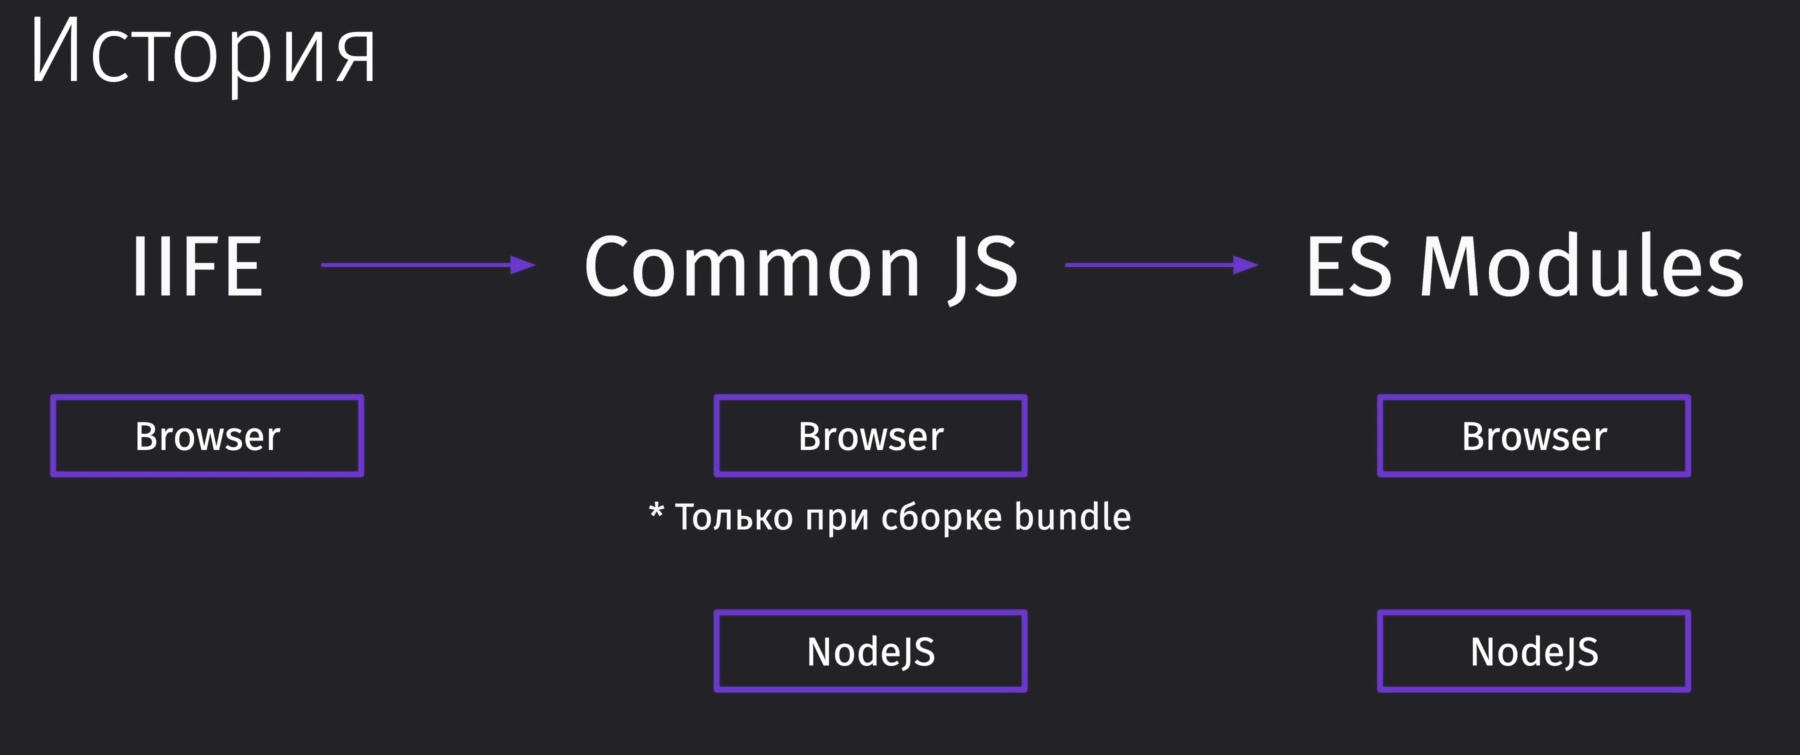 История
IIFE
Common JS
ES Modules
Browser
Browser
Browser
* Только при сборке bundle
NodeJS
NodeJS